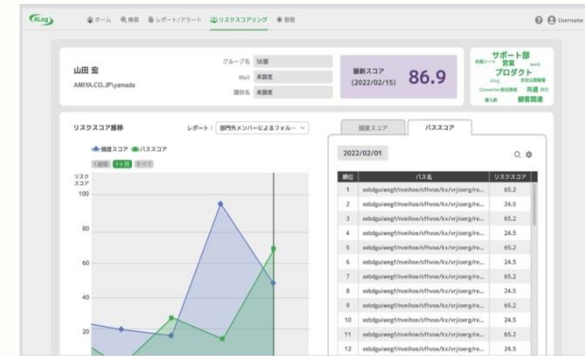 ALog
ホーム 検索 レポート/アラート リスクスコアリング 管理
Username
山田 宏
AMIYA.CO.JP\yamada
グループ名 SE部
Mail 未設定
識別名 未設定
最新スコア
(2022/02/15)
86.9
サポート部
営業
work
プロダクト
blog
共通
顧客関連
リスクスコア推移
レポート: 部門外メンバーによるフォル…
頻度スコア パススコア
1週間 1ヶ月 すべて
リスク
スコア
100
80
60
40
20
頻度スコア パススコア
2022/02/01
順位 パス名 リスクスコア
1 65.2
2 24.5
3 65.2
4 24.5
5 65.2
6 24.5
7 65.2
8 24.5
9 65.2
10 24.5
11 65.2
12 24.5